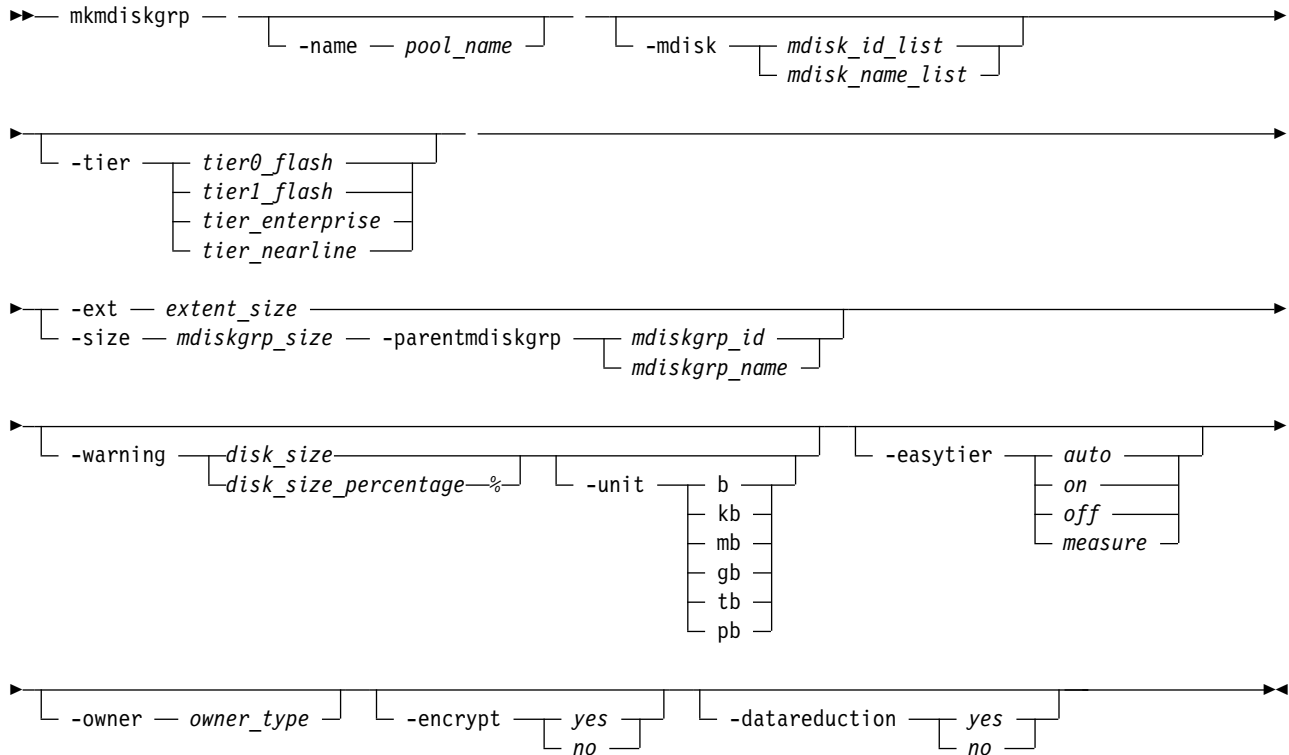 mkmdiskgrp
-name pool_name
-mdisk mdisk_id_list
mdisk_name_list
-tier tier0_flash
tier1_flash
tier_enterprise
tier_nearline
-ext extent_size
-size mdiskgrp_size -parentmdiskgrp mdiskgrp_id
mdiskgrp_name
-warning disk_size
disk_size_percentage %
-unit b
kb
mb
gb
tb
pb
-easytier auto
on
off
measure
-owner owner_type
-encrypt yes
no
-datareduction yes
no